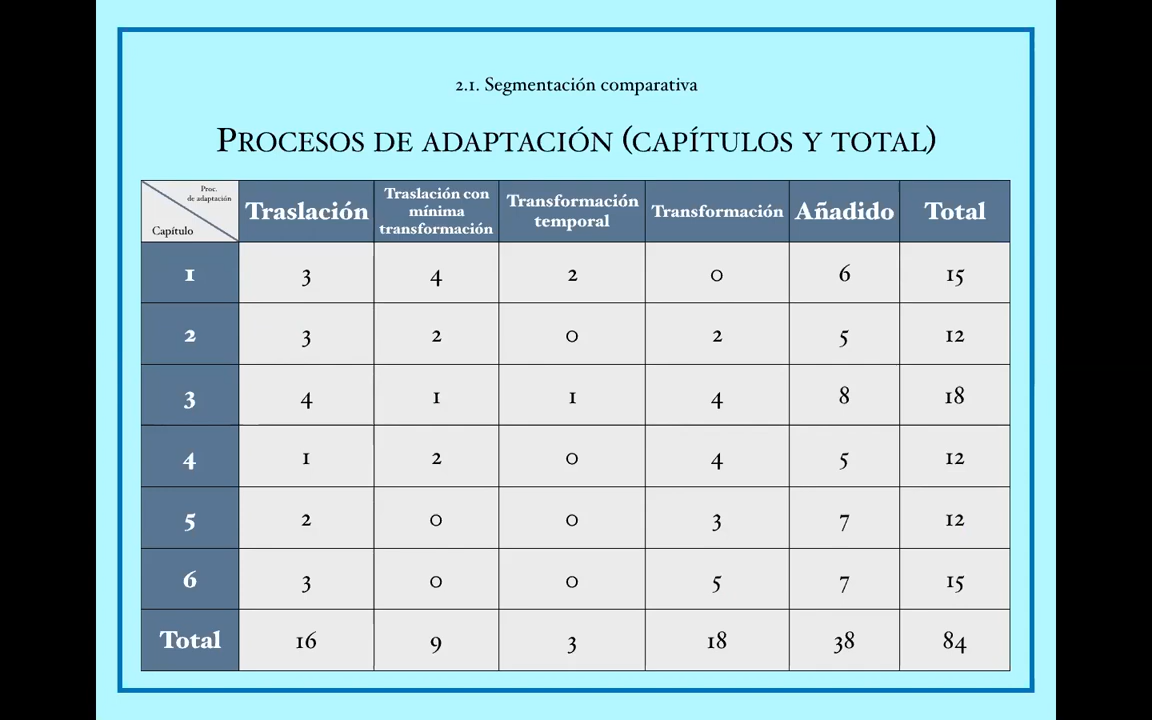 2.1. Segmentación comparativa
PROCESOS DE ADAPTACIÓN (CAPÍTULOS Y TOTAL)
Proc.
de adaptación
Capítulo
Traslación
Traslación con
mínima
transformación
Transformación
temporal
Transformación
Añadido
Total
1 3 4 2 0 6 15
2 3 2 0 2 5 12
3 4 1 1 4 8 18
4 1 2 0 4 5 12
5 2 0 0 3 7 12
6 3 0 0 5 7 15
Total 16 9 3 18 38 84